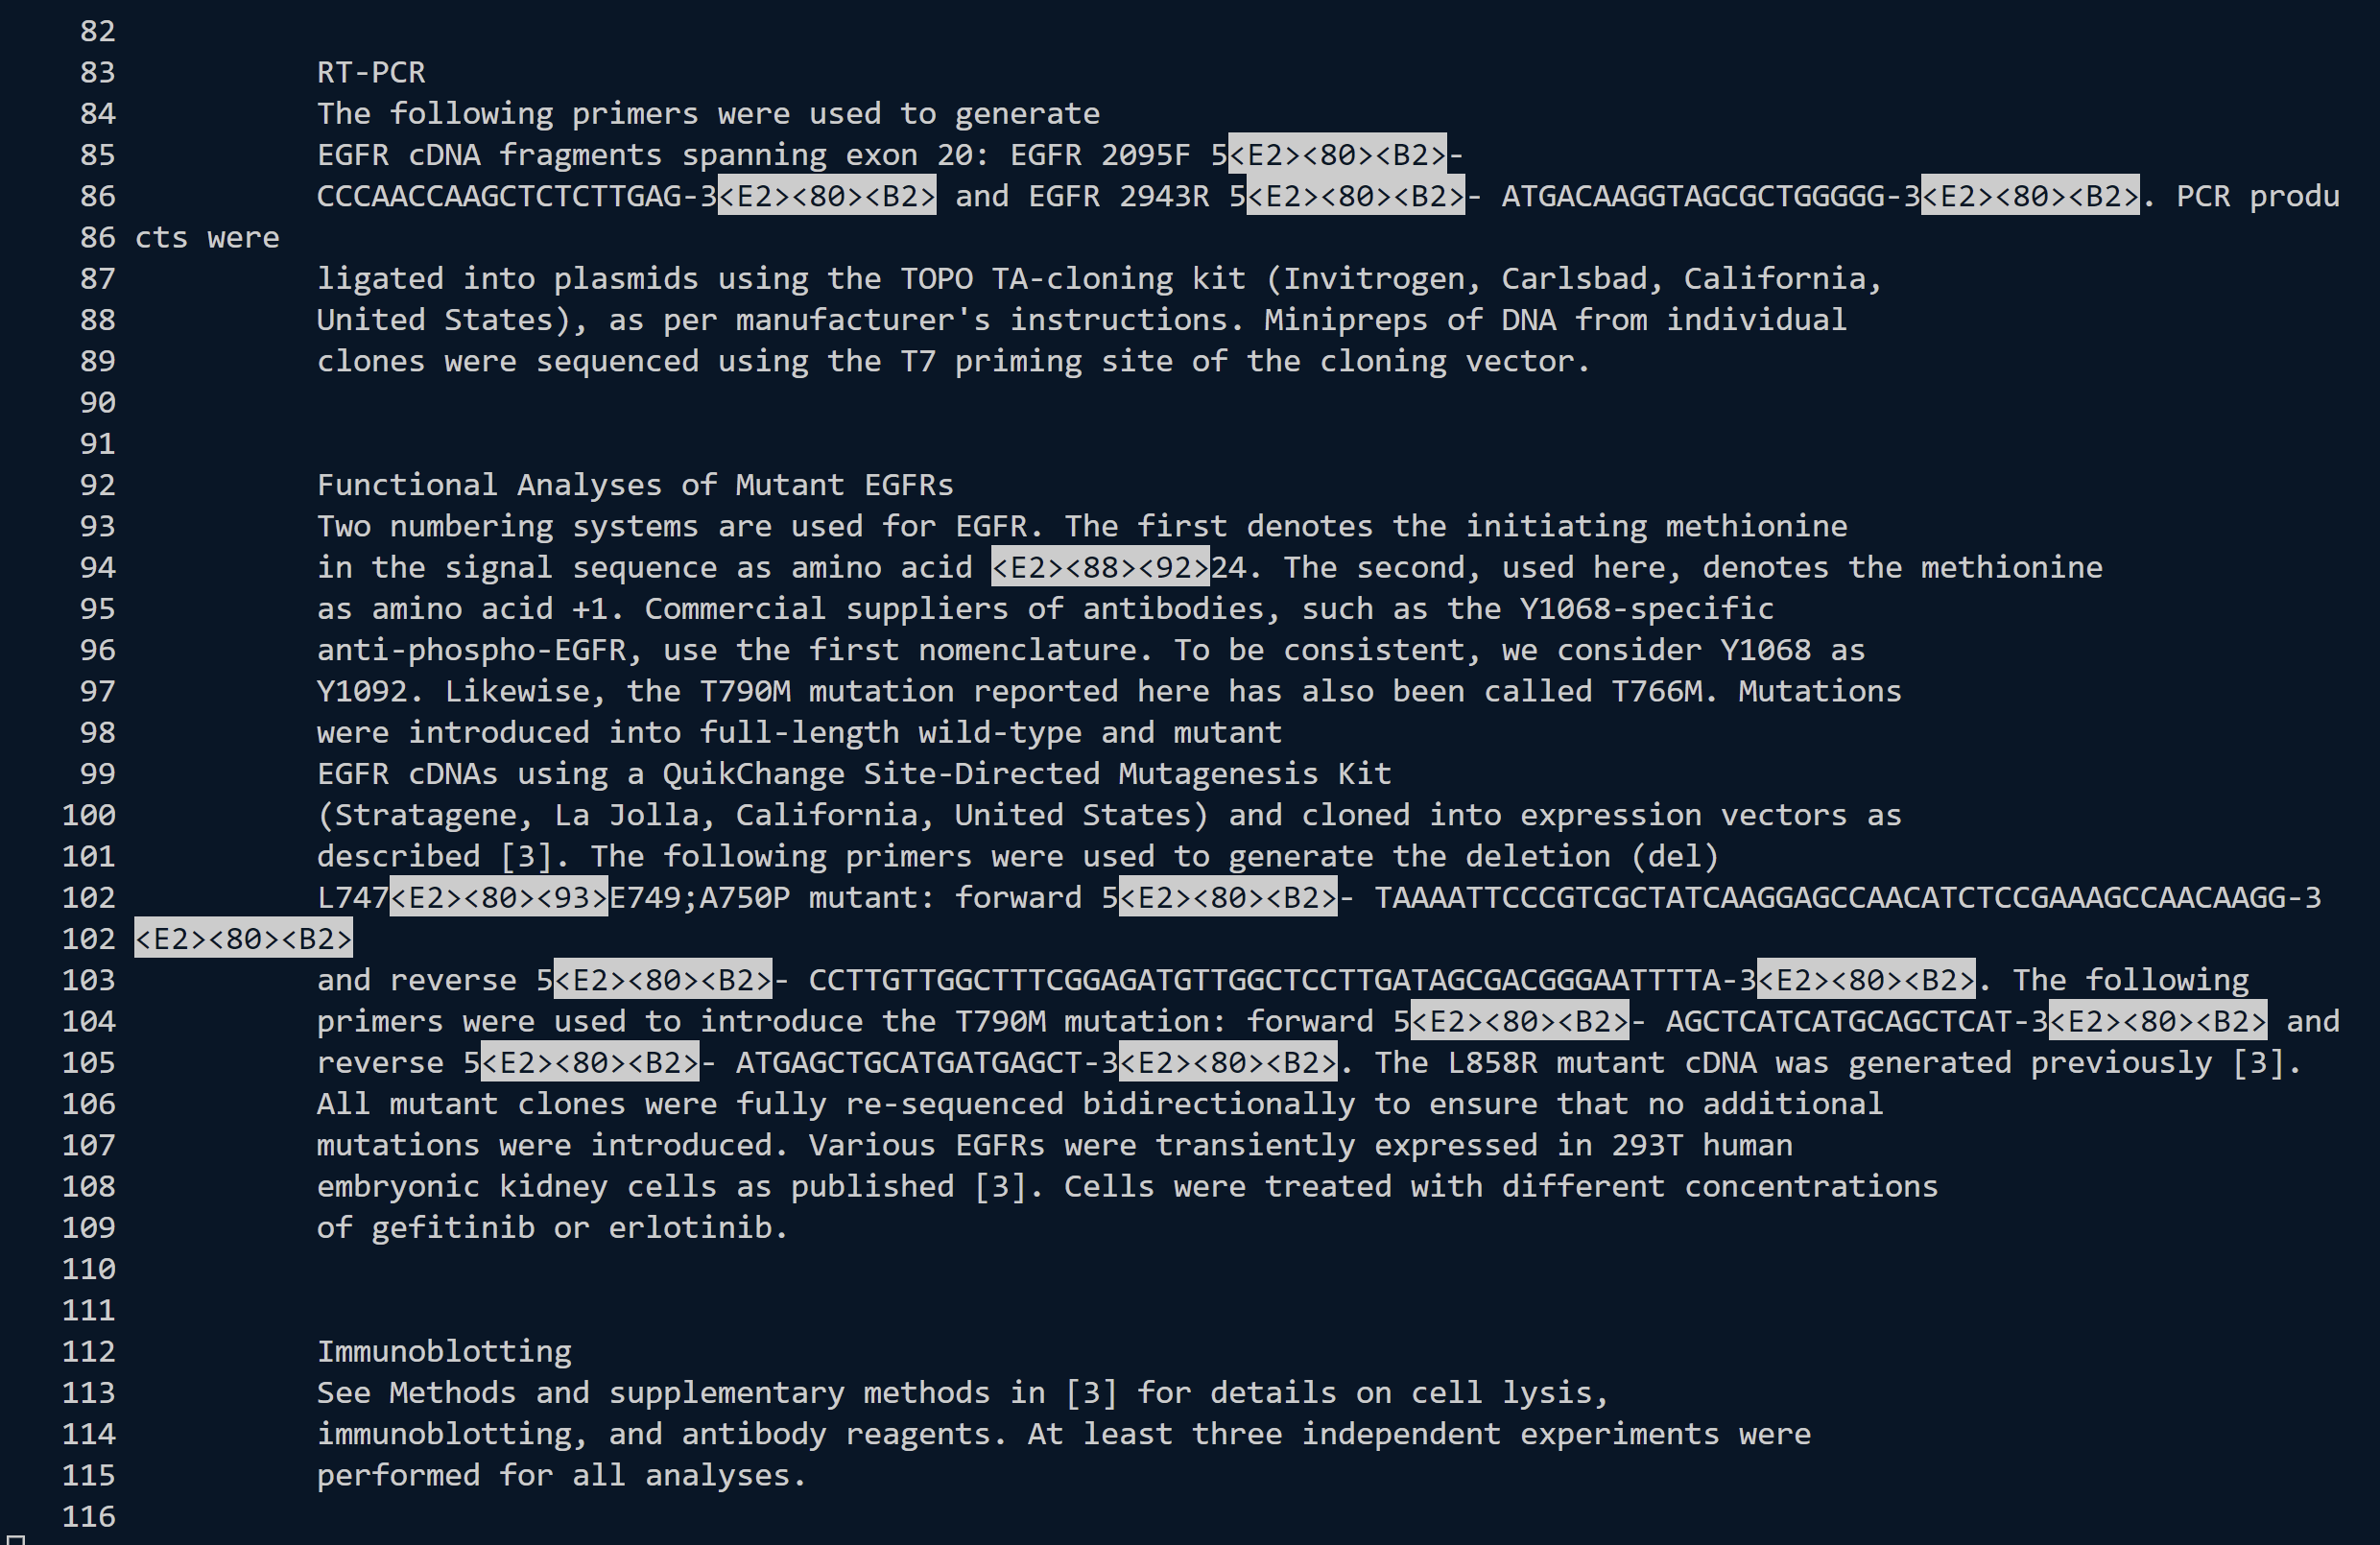 82
83 RT-PCR
84 The following primers were used to generate
85 EGFR cDNA fragments spanning exon 20: EGFR 2095F 5<E2><80><B2>-
86 CCCAACCAAGCTCTCTTGAG-3<E2><80><B2> and EGFR 2943R 5<E2><80><B2>- ATGACAAGGTAGCGCTGGGGG-3<E2><80><B2>. PCR produ
86 cts were
87 ligated into plasmids using the TOPO TA-cloning kit (Invitrogen, Carlsbad, California,
88 United States), as per manufacturer's instructions. Minipreps of DNA from individual
89 clones were sequenced using the T7 priming site of the cloning vector.
90
91
92 Functional Analyses of Mutant EGFRs
93 Two numbering systems are used for EGFR. The first denotes the initiating methionine
94 in the signal sequence as amino acid <E2><88><92>24. The second, used here, denotes the methionine
95 as amino acid +1. Commercial suppliers of antibodies, such as the Y1068-specific
96 anti-phospho-EGFR, use the first nomenclature. To be consistent, we consider Y1068 as
97 Y1092. Likewise, the T790M mutation reported here has also been called T766M. Mutations
98 were introduced into full-length wild-type and mutant
99 EGFR cDNAs using a QuikChange Site-Directed Mutagenesis Kit
100 (Stratagene, La Jolla, California, United States) and cloned into expression vectors as
101 described [3]. The following primers were used to generate the deletion (del)
102 L747<E2><80><93>E749;A750P mutant: forward 5<E2><80><B2>- TAAAATTCCCGTCGCTATCAAGGAGCCAACATCTCCGAAAGCCAACAAGG-3
102 <E2><80><B2>
103 and reverse 5<E2><80><B2>- CCTTGTTGGCTTTCGGAGATGTTGGCTCCTTGATAGCGACGGGAATTTTA-3<E2><80><B2>. The following
104 primers were used to introduce the T790M mutation: forward 5<E2><80><B2>- AGCTCATCATGCAGCTCAT-3<E2><80><B2> and
105 reverse 5<E2><80><B2>- ATGAGCTGCATGATGAGCT-3<E2><80><B2>. The L858R mutant cDNA was generated previously [3].
106 All mutant clones were fully re-sequenced bidirectionally to ensure that no additional
107 mutations were introduced. Various EGFRs were transiently expressed in 293T human
108 embryonic kidney cells as published [3]. Cells were treated with different concentrations
109 of gefitinib or erlotinib.
110
111
112 Immunoblotting
113 See Methods and supplementary methods in [3] for details on cell lysis,
114 immunoblotting, and antibody reagents. At least three independent experiments were
115 performed for all analyses.
116